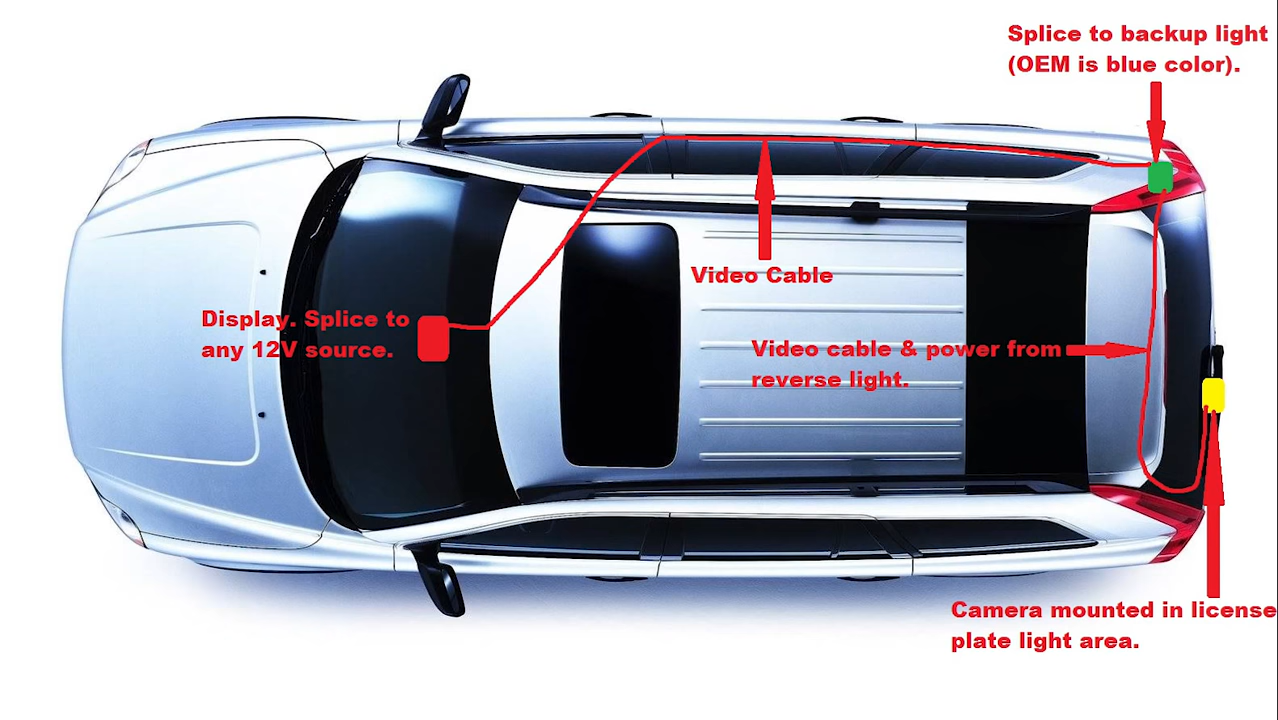 Splice to backup light
(OEM is blue color).
Video Cable
Display. Splice to
any 12V source.
Video cable & power from
reverse light.
Camera mounted in license
plate light area.